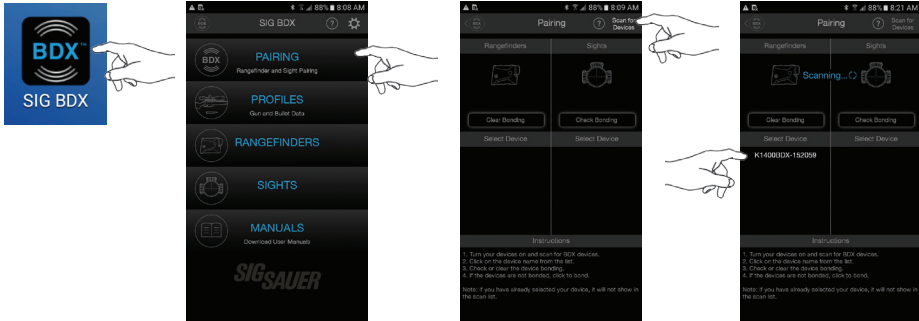 BDX™
SIG BDX
88% 8:08 AM
SIG BDX
?
BDX
PAIRING
Rangefinder and Sight Pairing
PROFILES
Gun and Bullet Data
RANGEFINDERS
SIGHTS
MANUALS
Download User Manuals
SIG SAUER
88% 8:09 AM
Pairing
?
Scan for
Devices
Rangefinders Sights
Clear Bonding Check Bonding
Select Device Select Device
Instructions
1. Turn your devices on and scan for BDX devices.
2. Click on the device name from the list.
3. Check or clear the device bonding.
4. If the devices are not bonded, click to bond.
Note: If you have already selected your device, it will not show in
the scan list.
88% 8:21 AM
Pairing
?
Scan for
Devices
Rangefinders Sights
Scanning...
Clear Bonding Check Bonding
Select Device Select Device
K1400BDX-152059
Instructions
1. Turn your devices on and scan for BDX devices.
2. Click on the device name from the list.
3. Check or clear the device bonding.
4. If the devices are not bonded, click to bond.
Note: If you have already selected your device, it will not show in
the scan list.